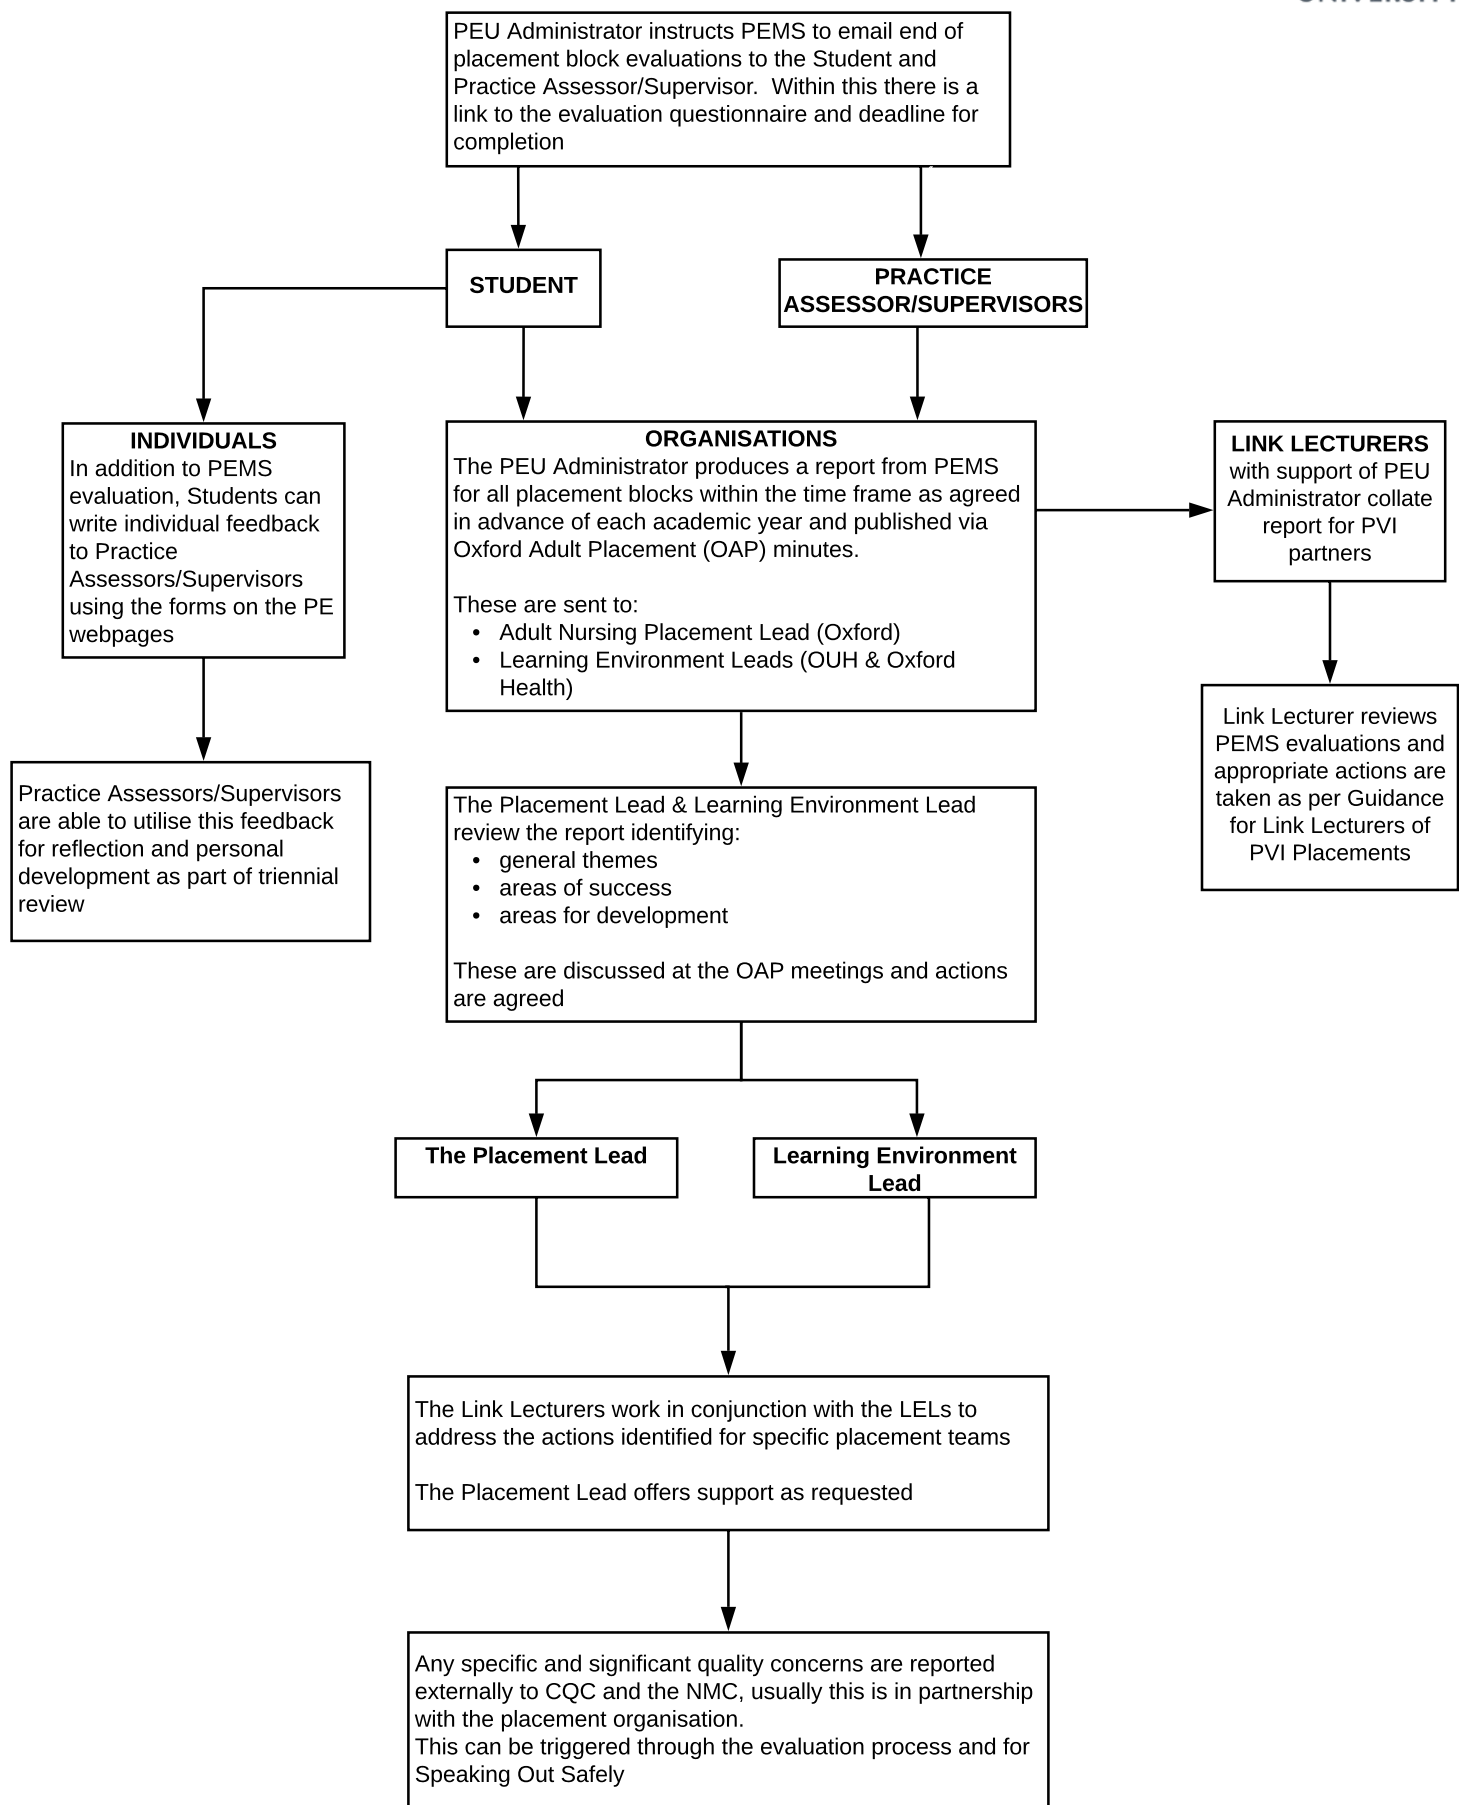 PEU Administrator instructs PEMS to email end of
placement block evaluations to the Student and
Practice Assessor/Supervisor.  Within this there is a
link to the evaluation questionnaire and deadline for
completion
STUDENT
PRACTICE
ASSESSOR/SUPERVISORS
INDIVIDUALS
In addition to PEMS
evaluation, Students can
write individual feedback
to Practice
Assessors/Supervisors
using the forms on the PE
webpages
ORGANISATIONS
The PEU Administrator produces a report from PEMS
for all placement blocks within the time frame as agreed
in advance of each academic year and published via
Oxford Adult Placement (OAP) minutes.
These are sent to:
• Adult Nursing Placement Lead (Oxford)
• Learning Environment Leads (OUH & Oxford
Health)
LINK LECTURERS
with support of PEU
Administrator collate
report for PVI
partners
Link Lecturer reviews
PEMS evaluations and
appropriate actions are
taken as per Guidance
for Link Lecturers of
PVI Placements
Practice Assessors/Supervisors
are able to utilise this feedback
for reflection and personal
development as part of triennial
review
The Placement Lead & Learning Environment Lead
review the report identifying:
• general themes
• areas of success
• areas for development
These are discussed at the OAP meetings and actions
are agreed
The Placement Lead
Learning Environment
Lead
The Link Lecturers work in conjunction with the LELs to
address the actions identified for specific placement teams
The Placement Lead offers support as requested
Any specific and significant quality concerns are reported
externally to CQC and the NMC, usually this is in partnership
with the placement organisation.
This can be triggered through the evaluation process and for
Speaking Out Safely